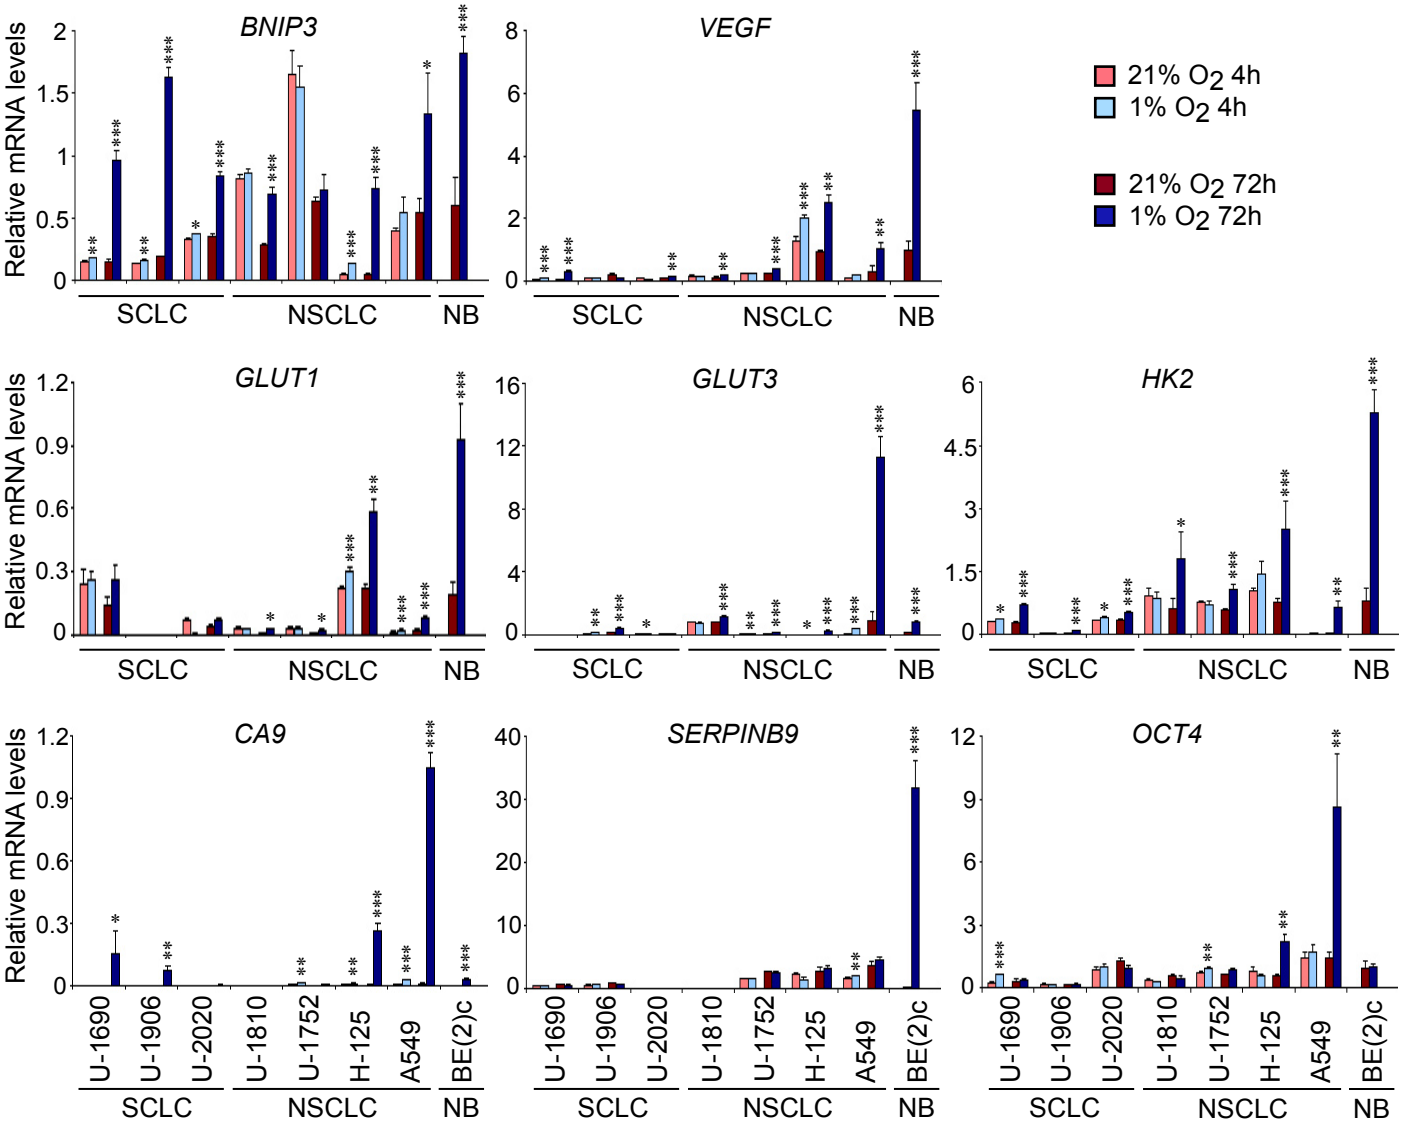 BNIP3
VEGF
21% O2 4h
1% O2 4h
21% O2 72h
1% O2 72h
Relative mRNA levels
2
1.5
1
0.5
0
** *** ** *** * *** *** *** *** * ***
SCLC NSCLC NB
8
6
4
2
0
*** *** ** ** *** *** ** ** ***
SCLC NSCLC NB
GLUT1
GLUT3
HK2
Relative mRNA levels
1.2
0.9
0.6
0.3
0
* * *** ** *** *** ***
SCLC NSCLC NB
16
12
8
4
0
** *** * *** ** *** * *** *** *** ***
SCLC NSCLC NB
6
4.5
3
1.5
0
* *** *** * *** * *** *** ** ***
SCLC NSCLC NB
CA9
SERPINB9
OCT4
Relative mRNA levels
1.2
0.9
0.6
0.3
0
* ** ** ** *** *** *** ***
U-1690 U-1906 U-2020 U-1810 U-1752 H-125 A549 BE(2)c
SCLC NSCLC NB
40
30
20
10
0
** ***
U-1690 U-1906 U-2020 U-1810 U-1752 H-125 A549 BE(2)c
SCLC NSCLC NB
12
9
6
3
0
*** ** ** **
U-1690 U-1906 U-2020 U-1810 U-1752 H-125 A549 BE(2)c
SCLC NSCLC NB